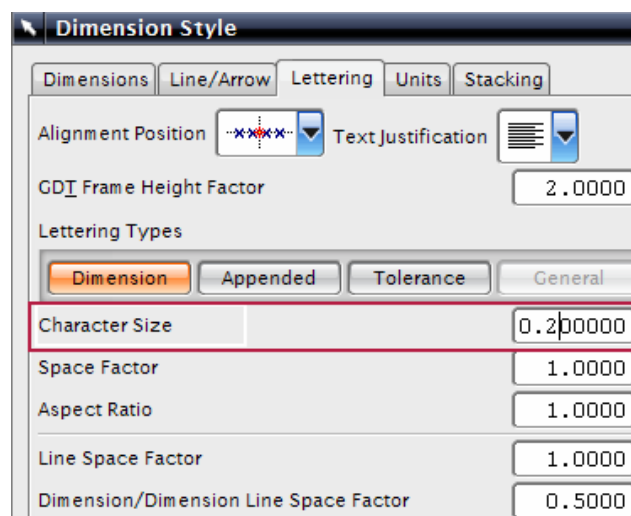 Dimension Style
Dimensions Line/Arrow Lettering Units Stacking
Alignment Position Text Justification
GDT Frame Height Factor 2.0000
Lettering Types
Dimension Appended Tolerance General
Character Size 0.200000
Space Factor 1.0000
Aspect Ratio 1.0000
Line Space Factor 1.0000
Dimension/Dimension Line Space Factor 0.5000